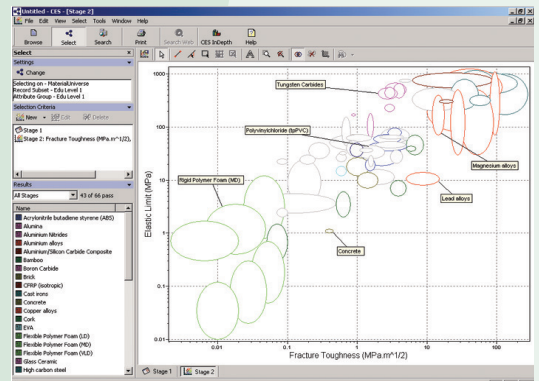 Untitled - CES - [Stage 2]
File Edit View Select Tools Window Help
Browse Select Search Print Search Web CES InDepth Help
Select
Settings
Change
Selecting on - MaterialUniverse
Record Subset - Edu Level 1
Attribute Group - Edu Level 1
Selection Criteria
New Edit Delete
Stage 1
Stage 2: Fracture Toughness (MPa.m^1/2),
Results
All Stages 43 of 66 pass
Name
Acrylonitrile butadiene styrene (ABS)
Alumina
Aluminium Nitrides
Aluminium alloys
Aluminium/Silicon Carbide Composite
Bamboo
Boron Carbide
Brick
CFRP (isotropic)
Cast irons
Concrete
Copper alloys
Cork
EVA
Flexible Polymer Foam (LD)
Flexible Polymer Foam (MD)
Flexible Polymer Foam (VLD)
Glass Ceramic
High carbon steel
Elastic Limit (MPa)
1000
100
10
1
0.1
0.01
Tungsten Carbides
Polyvinylchloride (tpPVC)
Rigid Polymer Foam (MD)
Magnesium alloys
Lead alloys
Concrete
0.01 0.1 1 10 100
Fracture Toughness (MPa.m^1/2)
Stage 1 Stage 2